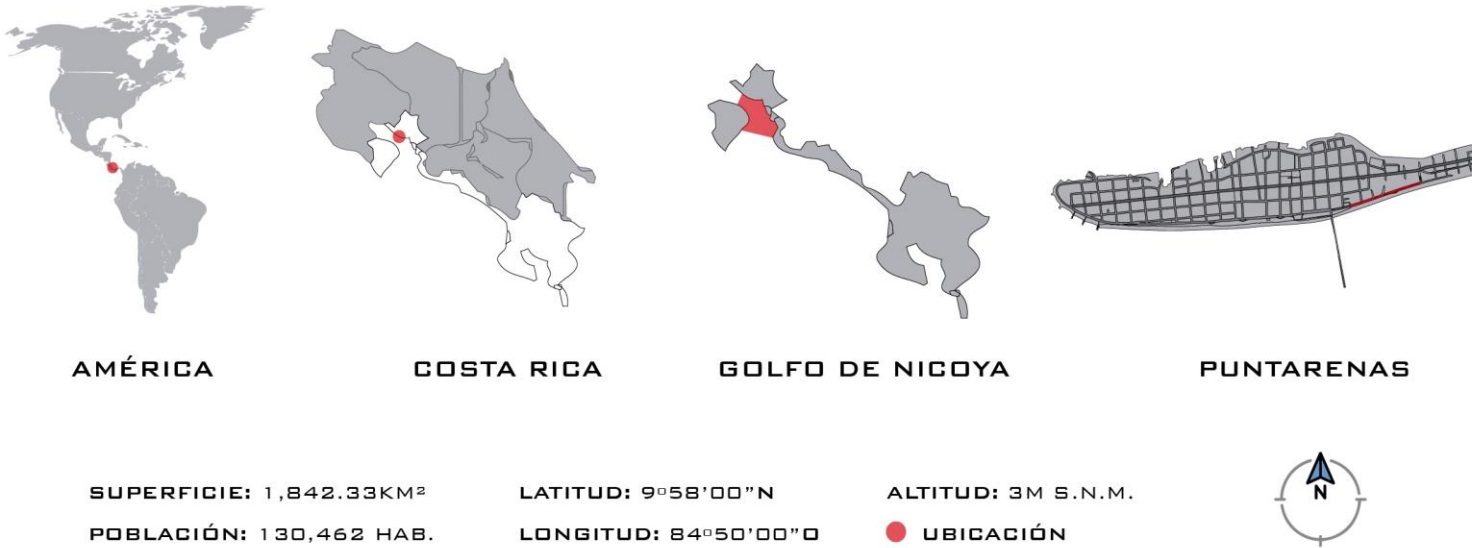 AMÉRICA
COSTA RICA
GOLFO DE NICOYA
PUNTARENAS
SUPERFICIE: 1,842.33KM²
LATITUD: 9º58'00"N
ALTITUD: 3M S.N.M.
POBLACIÓN: 130,462 HAB.
LONGITUD: 84º50'00"O
UBICACIÓN
N